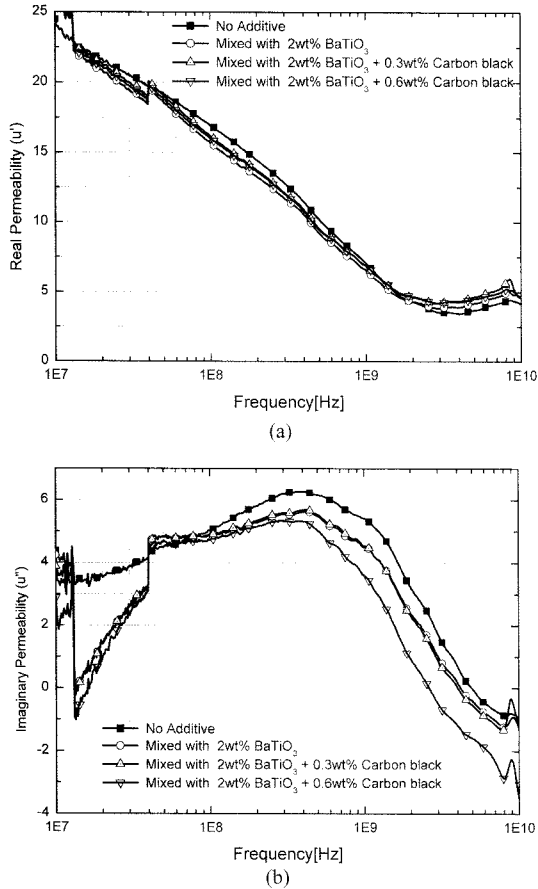 (a)
No Additive
Mixed with 2wt% BaTiO3
Mixed with 2wt% BaTiO3 + 0.3wt% Carbon black
Mixed with 2wt% BaTiO3 + 0.6wt% Carbon black
25
20
15
10
5
0
Real Permeability (u')
1E7 1E8 1E9 1E10
Frequency[Hz]
(a)
6
4
2
0
-2
-4
Imaginary Permeability (u")
No Additive
Mixed with 2wt% BaTiO3
Mixed with 2wt% BaTiO3 + 0.3wt% Carbon black
Mixed with 2wt% BaTiO3 + 0.6wt% Carbon black
1E7 1E8 1E9 1E10
Frequency[Hz]
(b)